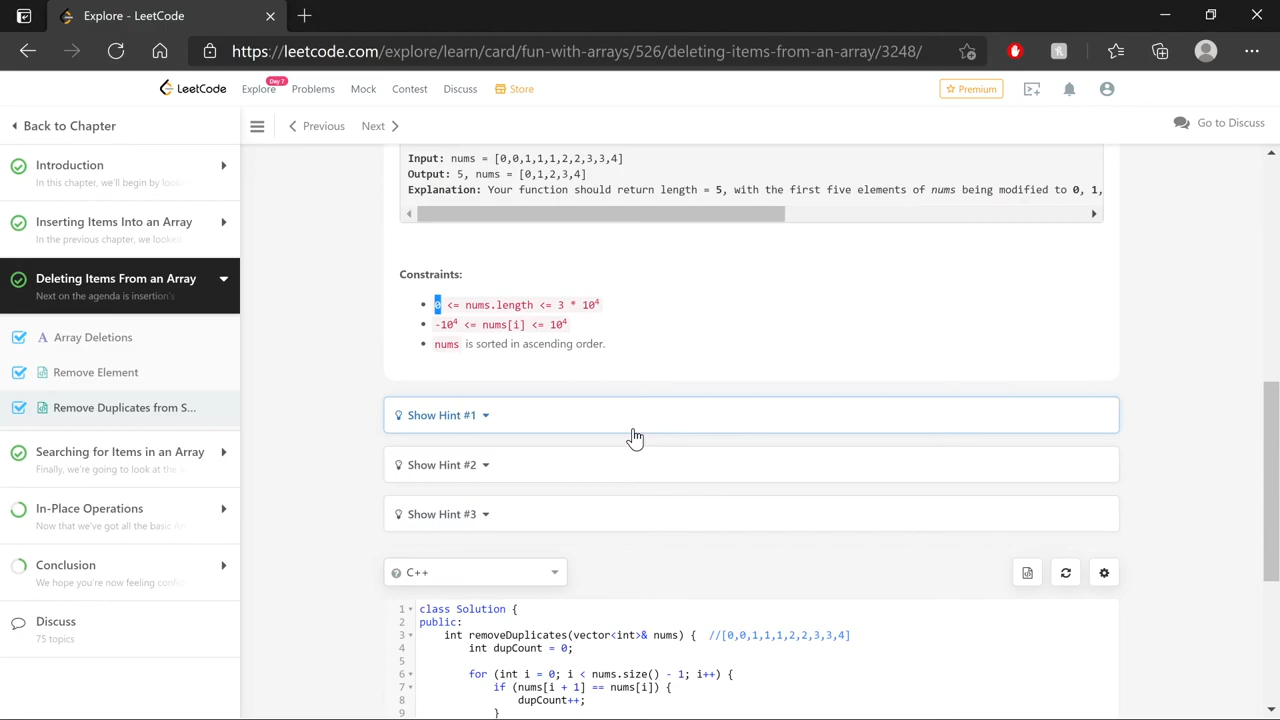 Explore - LeetCode
https://leetcode.com/explore/learn/card/fun-with-arrays/526/deleting-items-from-an-array/3248/
LeetCode Explore Day 7 Problems Mock Contest Discuss Store Premium
Back to Chapter
Previous Next Go to Discuss
Introduction
In this chapter, we'll begin by
Inserting Items Into an Array
In the previous chapter, we looked
Deleting Items From an Array
Next on the agenda is insertion's
Array Deletions
Remove Element
Remove Duplicates from S...
Searching for Items in an Array
Finally, we're going to look at the
In-Place Operations
Now that we've got all the basic
Conclusion
We hope you're now feeling
Discuss
75 topics
Input: nums = [0,0,1,1,1,2,2,3,3,4]
Output: 5, nums = [0,1,2,3,4]
Explanation: Your function should return length = 5, with the first five elements of nums being modified to 0, 1,
Constraints:
0 <= nums.length <= 3 * 10⁴
-10⁴ <= nums[i] <= 10⁴
nums is sorted in ascending order.
Show Hint #1
Show Hint #2
Show Hint #3
C++
1 class Solution {
2 public:
3 int removeDuplicates(vector<int>& nums) { //[0,0,1,1,1,2,2,3,3,4]
4 int dupCount = 0;
5
6 for (int i = 0; i < nums.size() - 1; i++) {
7 if (nums[i + 1] == nums[i]) {
8 dupCount++;
9 }